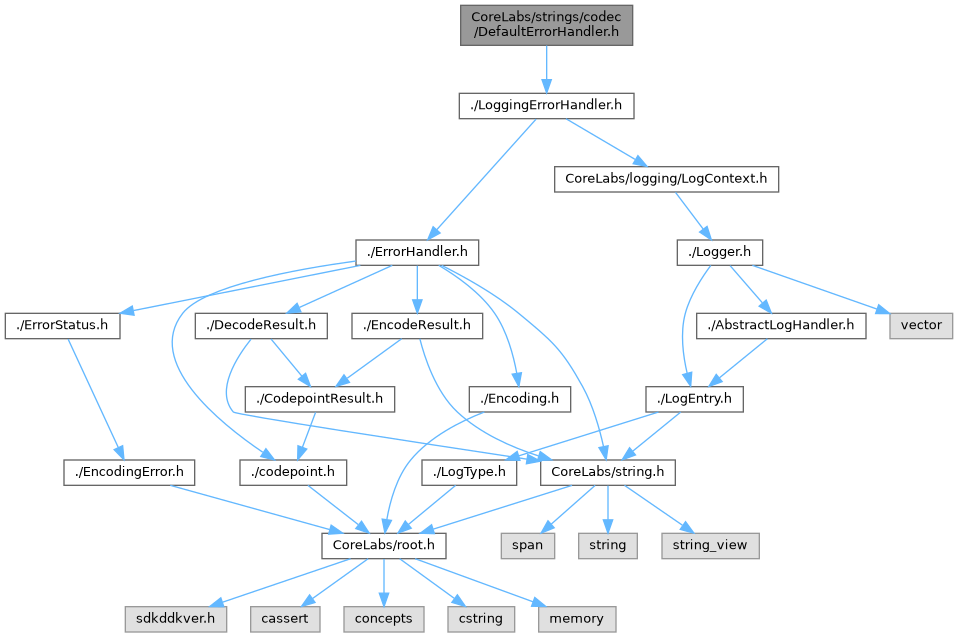 CoreLabs/strings/codec
/DefaultErrorHandler.h
./LoggingErrorHandler.h
CoreLabs/logging/LogContext.h
./ErrorHandler.h
./Logger.h
./ErrorStatus.h
./DecodeResult.h
./EncodeResult.h
./AbstractLogHandler.h
vector
./CodepointResult.h
./Encoding.h
./LogEntry.h
./EncodingError.h
./codepoint.h
./LogType.h
CoreLabs/string.h
CoreLabs/root.h
span
string
string_view
sdkddkver.h
cassert
concepts
cstring
memory